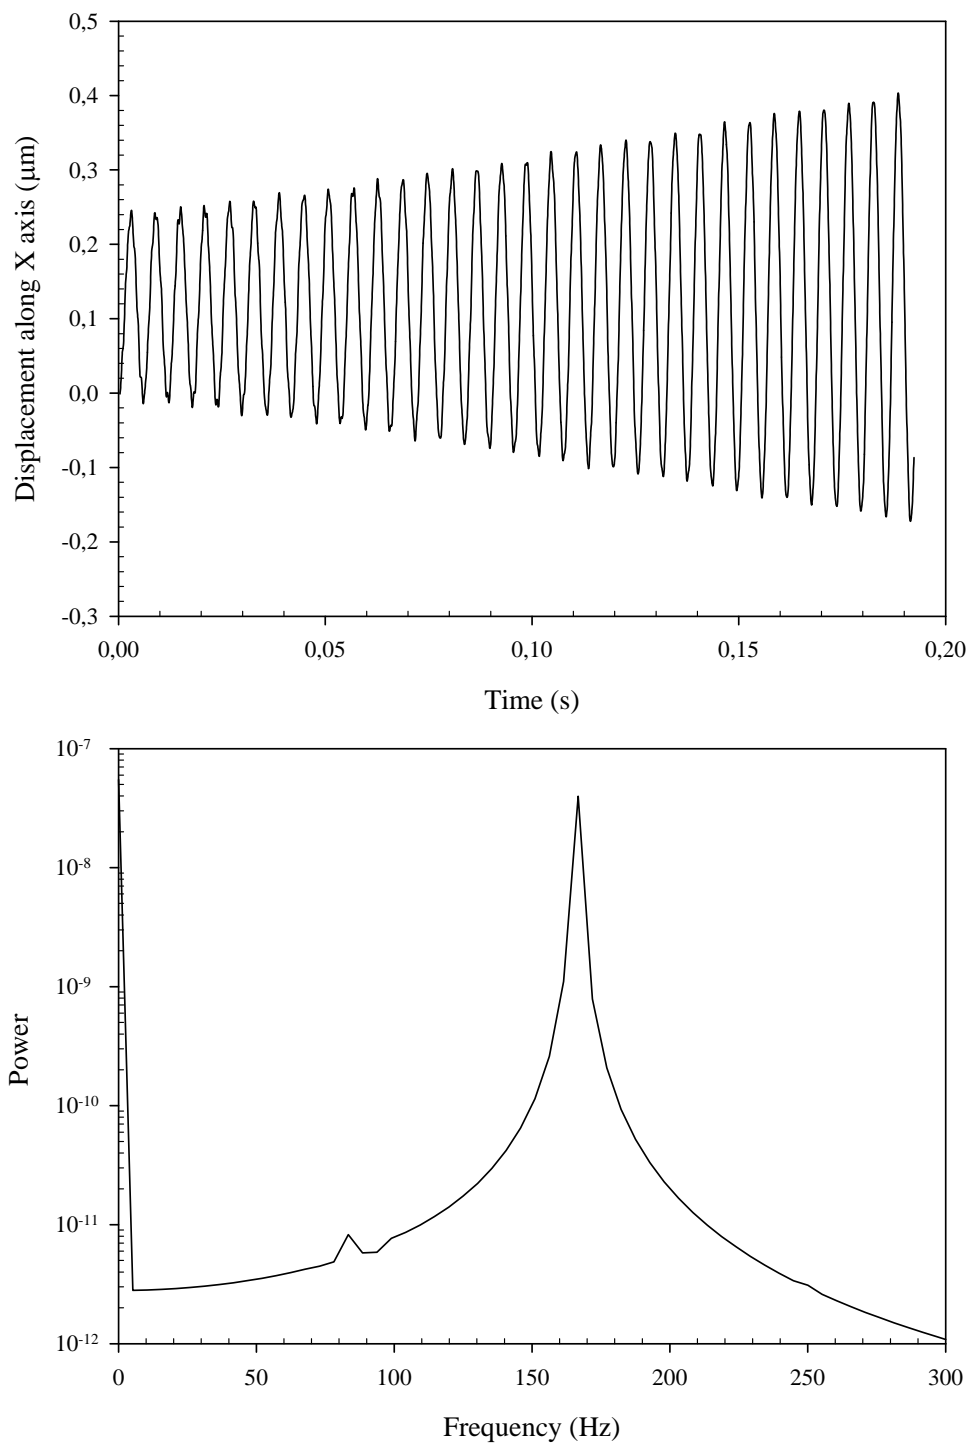 0,5
0,4
0,3
0,2
0,1
0,0
-0,1
-0,2
-0,3
Displacement along X axis (μm)
0,00 0,05 0,10 0,15 0,20
Time (s)
10-7
10-8
10-9
10-10
10-11
10-12
Power
0 50 100 150 200 250 300
Frequency (Hz)